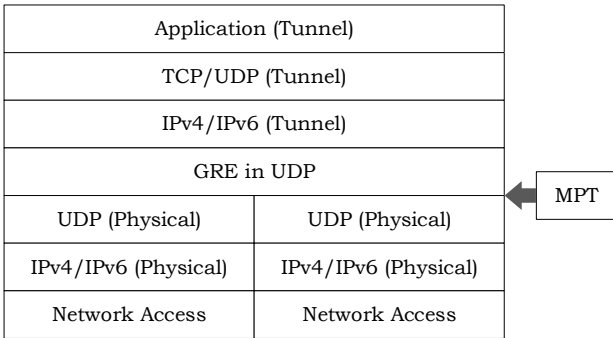 Application (Tunnel)
TCP/UDP (Tunnel)
IPv4/IPv6 (Tunnel)
GRE in UDP
MPT
UDP (Physical)
UDP (Physical)
IPv4/IPv6 (Physical)
IPv4/IPv6 (Physical)
Network Access
Network Access